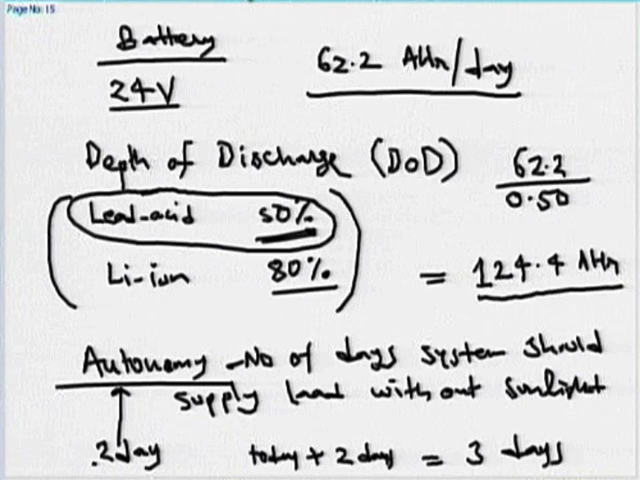 Page No: 15
Battery
24V
62.2 AHr/day
Depth of Discharge (DoD)
Lead-acid 50%
Li-ion 80%
62.2
0.50
= 124.4 AHr
Autonomy - No of days system should
supply load with out sunlight
2 day
today + 2 day = 3 days